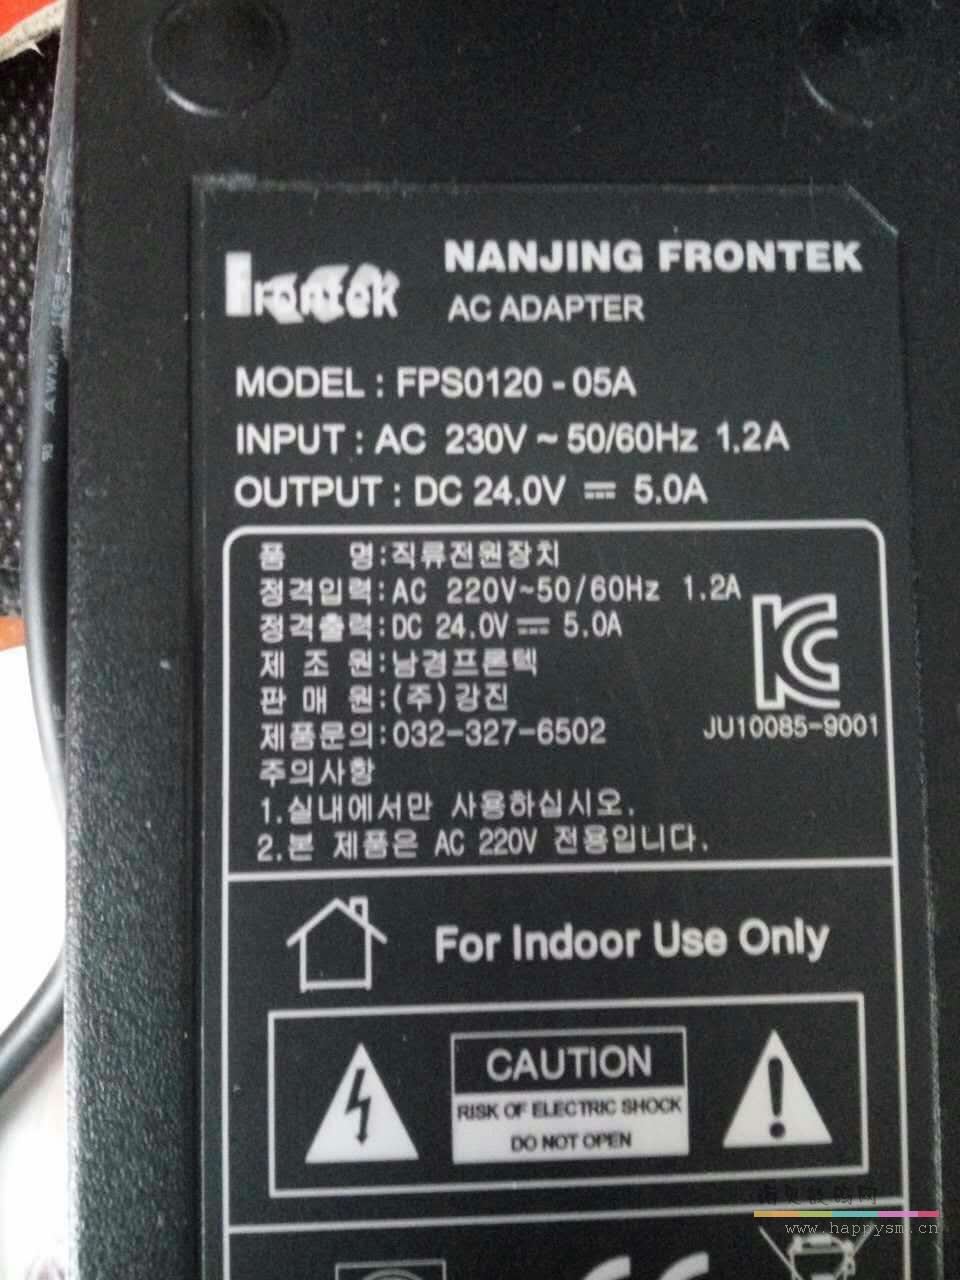 Frontek
NANJING FRONTEK
AC ADAPTER
MODEL : FPS0120 - 05A
INPUT : AC 230V ~ 50/60Hz 1.2A
OUTPUT : DC 24.0V ⎓ 5.0A
품 명:직류전원장치
정격입력:AC 220V~50/60Hz 1.2A
정격출력:DC 24.0V ⎓ 5.0A
제 조 원:남경프론텍
판 매 원:(주)강진
제품문의:032-327-6502
JU10085-9001
주의사항
1.실내에서만 사용하십시오.
2.본 제품은 AC 220V 전용입니다.
For Indoor Use Only
CAUTION
RISK OF ELECTRIC SHOCK
DO NOT OPEN
www.happysm.cn